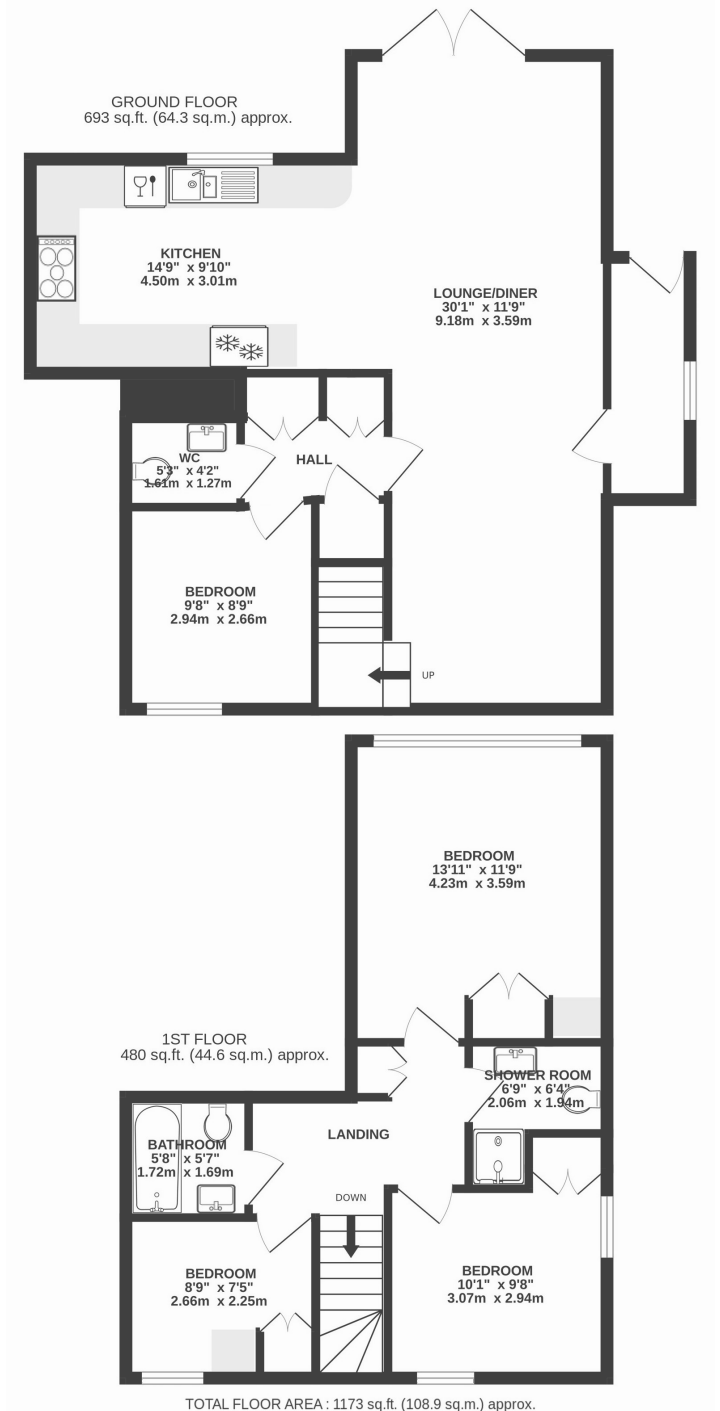 GROUND FLOOR
693 sq.ft. (64.3 sq.m.) approx.
KITCHEN
14'9" x 9'10"
4.50m x 3.01m
LOUNGE/DINER
30'1" x 11'9"
9.18m x 3.59m
HALL
WC
5'3" x 4'2"
1.61m x 1.27m
BEDROOM
9'8" x 8'9"
2.94m x 2.66m
UP
BEDROOM
13'11" x 11'9"
4.23m x 3.59m
1ST FLOOR
480 sq.ft. (44.6 sq.m.) approx.
SHOWER ROOM
6'9" x 6'4"
2.06m x 1.94m
LANDING
BATHROOM
5'8" x 5'7"
1.72m x 1.69m
DOWN
BEDROOM
8'9" x 7'5"
2.66m x 2.25m
BEDROOM
10'1" x 9'8"
3.07m x 2.94m
TOTAL FLOOR AREA : 1173 sq.ft. (108.9 sq.m.) approx.